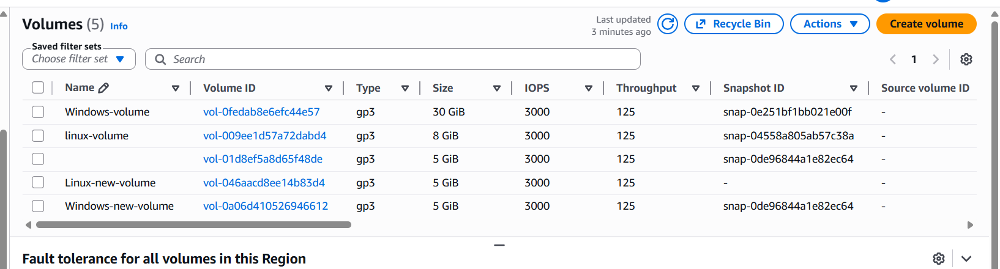 Volumes (5) Info
Last updated
3 minutes ago
Recycle Bin
Actions
Create volume
Saved filter sets
Choose filter set
Search
1
Name Volume ID Type Size IOPS Throughput Snapshot ID Source volume ID
Windows-volume vol-0fedab8e6efc44e57 gp3 30 GiB 3000 125 snap-0e251bf1bb021e00f -
linux-volume vol-009ee1d57a72dabd4 gp3 8 GiB 3000 125 snap-04558a805ab57c38a -
vol-01d8ef5a8d65f48de gp3 5 GiB 3000 125 snap-0de96844a1e82ec64 -
Linux-new-volume vol-046aacd8ee14b83d4 gp3 5 GiB 3000 125 - -
Windows-new-volume vol-0a06d410526946612 gp3 5 GiB 3000 125 snap-0de96844a1e82ec64 -
Fault tolerance for all volumes in this Region